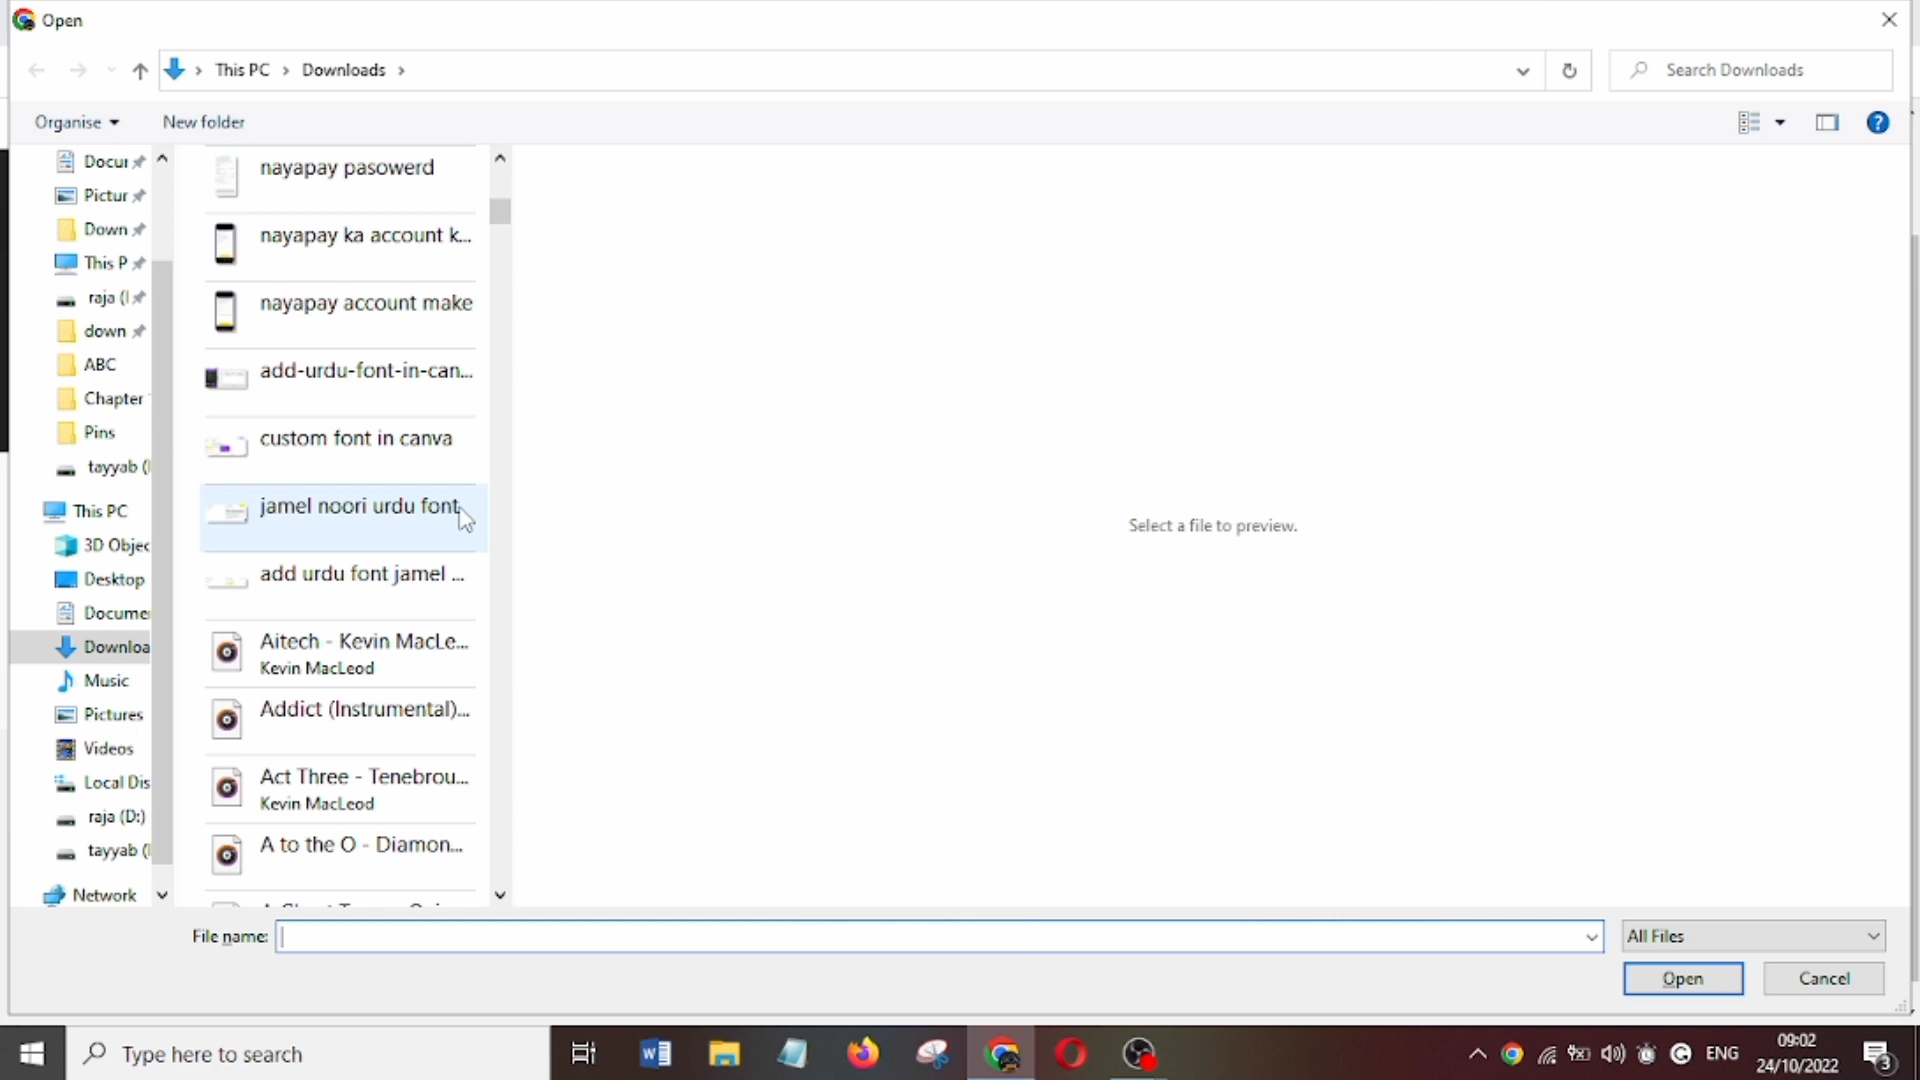 Open
This PC
Downloads
Search Downloads
Organise
New folder
Docur
Pictur
Down
This P
raja (
down
ABC
Chapter
Pins
tayyab (
This PC
3D Objec
Desktop
Docume
Downloa
Music
Pictures
Videos
Local Dis
raja (D:)
tayyab (
Network
nayapay pasowerd
nayapay ka account k...
nayapay account make
add-urdu-font-in-can...
custom font in canva
jamel noori urdu font
add urdu font jamel ...
Aitech - Kevin MacLe...
Kevin MacLeod
Addict (Instrumental)...
Act Three - Tenebrou...
Kevin MacLeod
A to the O - Diamon...
Select a file to preview.
File name:
All Files
Open
Cancel
Type here to search
ENG
09:02
24/10/2022
3